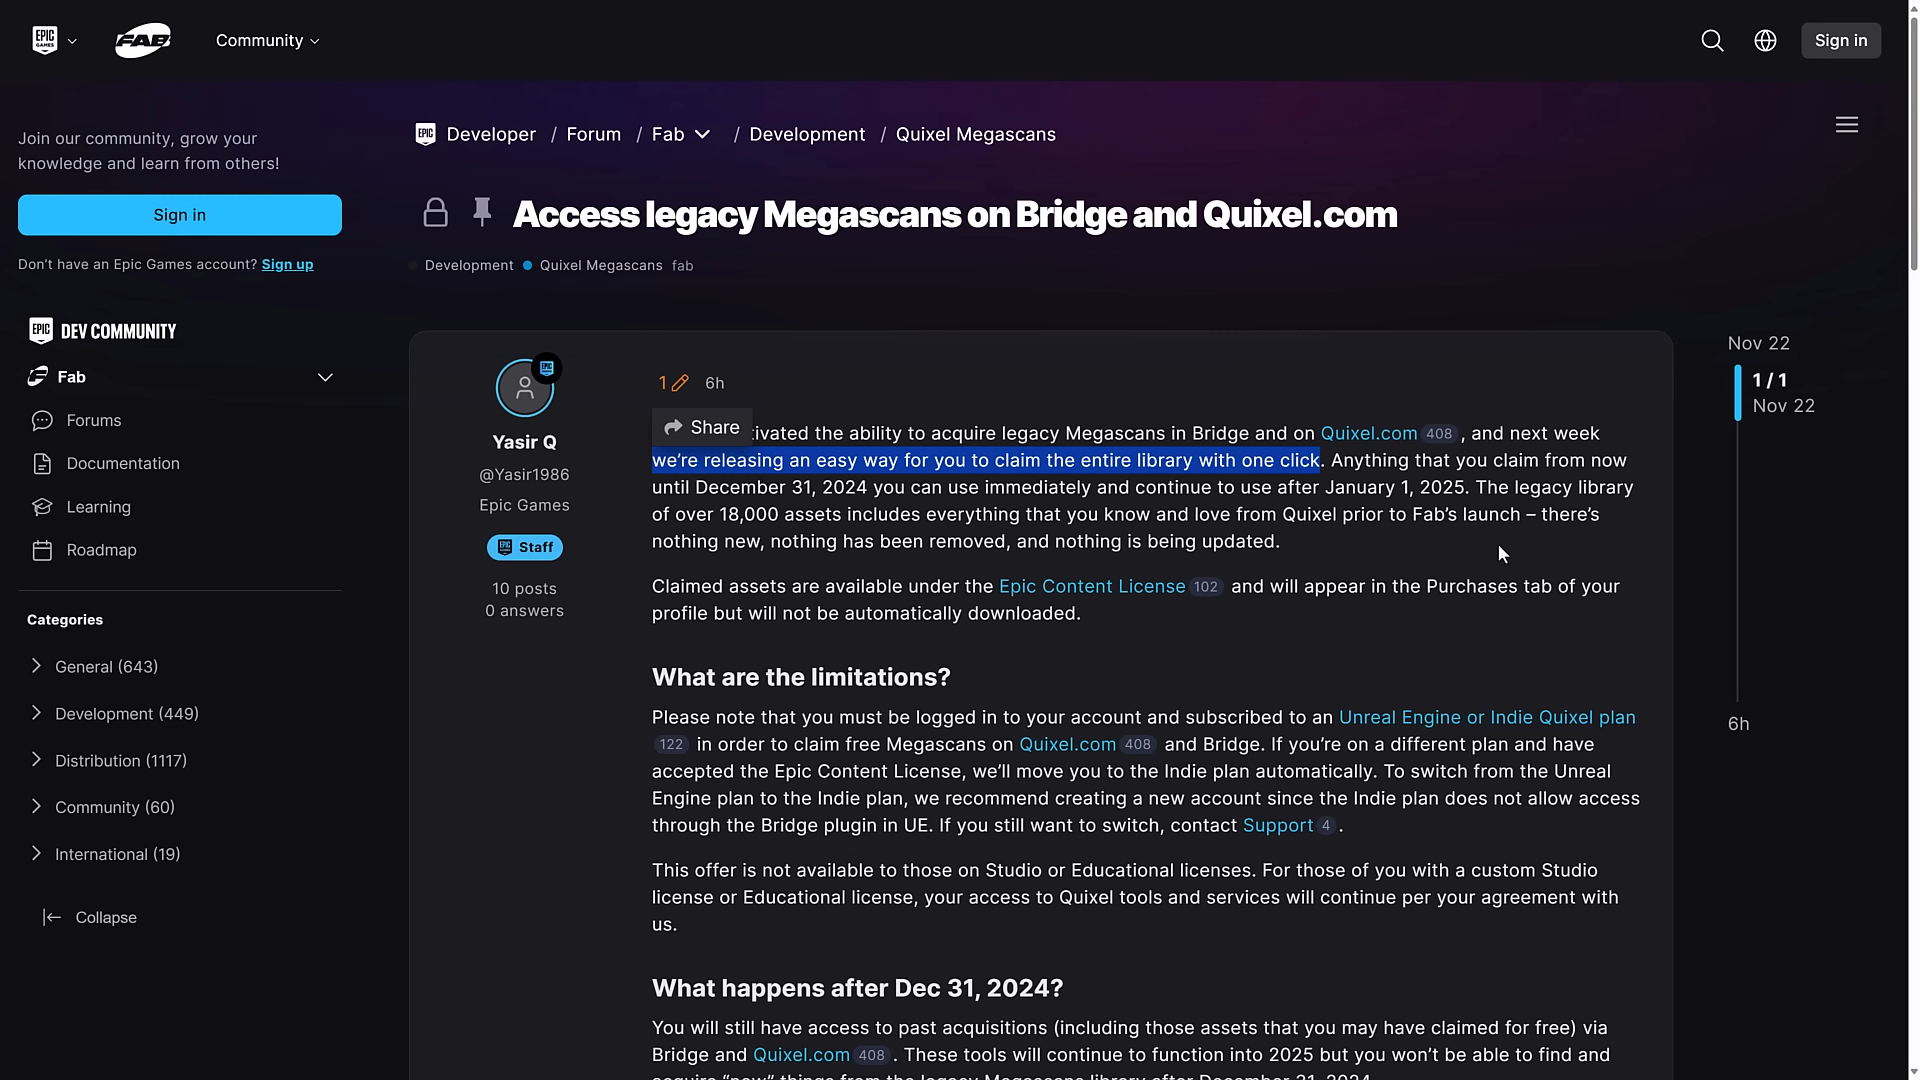 EPIC GAMES
FAB
Community
Sign in
Join our community, grow your
knowledge and learn from others!
Sign in
Don't have an Epic Games account? Sign up
EPIC DEV COMMUNITY
Fab
Forums
Documentation
Learning
Roadmap
Categories
General (643)
Development (449)
Distribution (1117)
Community (60)
International (19)
Collapse
EPIC Developer / Forum / Fab / Development / Quixel Megascans
Access legacy Megascans on Bridge and Quixel.com
Development Quixel Megascans fab
Yasir Q
@Yasir1986
Epic Games
Staff
10 posts
0 answers
1 6h
Share
tivated the ability to acquire legacy Megascans in Bridge and on Quixel.com 408 , and next week
we're releasing an easy way for you to claim the entire library with one click. Anything that you claim from now
until December 31, 2024 you can use immediately and continue to use after January 1, 2025. The legacy library
of over 18,000 assets includes everything that you know and love from Quixel prior to Fab's launch – there's
nothing new, nothing has been removed, and nothing is being updated.
Claimed assets are available under the Epic Content License 102 and will appear in the Purchases tab of your
profile but will not be automatically downloaded.
What are the limitations?
Please note that you must be logged in to your account and subscribed to an Unreal Engine or Indie Quixel plan
122 in order to claim free Megascans on Quixel.com 408 and Bridge. If you're on a different plan and have
accepted the Epic Content License, we'll move you to the Indie plan automatically. To switch from the Unreal
Engine plan to the Indie plan, we recommend creating a new account since the Indie plan does not allow access
through the Bridge plugin in UE. If you still want to switch, contact Support 4 .
This offer is not available to those on Studio or Educational licenses. For those of you with a custom Studio
license or Educational license, your access to Quixel tools and services will continue per your agreement with
us.
What happens after Dec 31, 2024?
You will still have access to past acquisitions (including those assets that you may have claimed for free) via
Bridge and Quixel.com 408 . These tools will continue to function into 2025 but you won't be able to find and
acquire "new" things from the legacy Megascans library after December 31, 2024.
Nov 22
1 / 1
Nov 22
6h